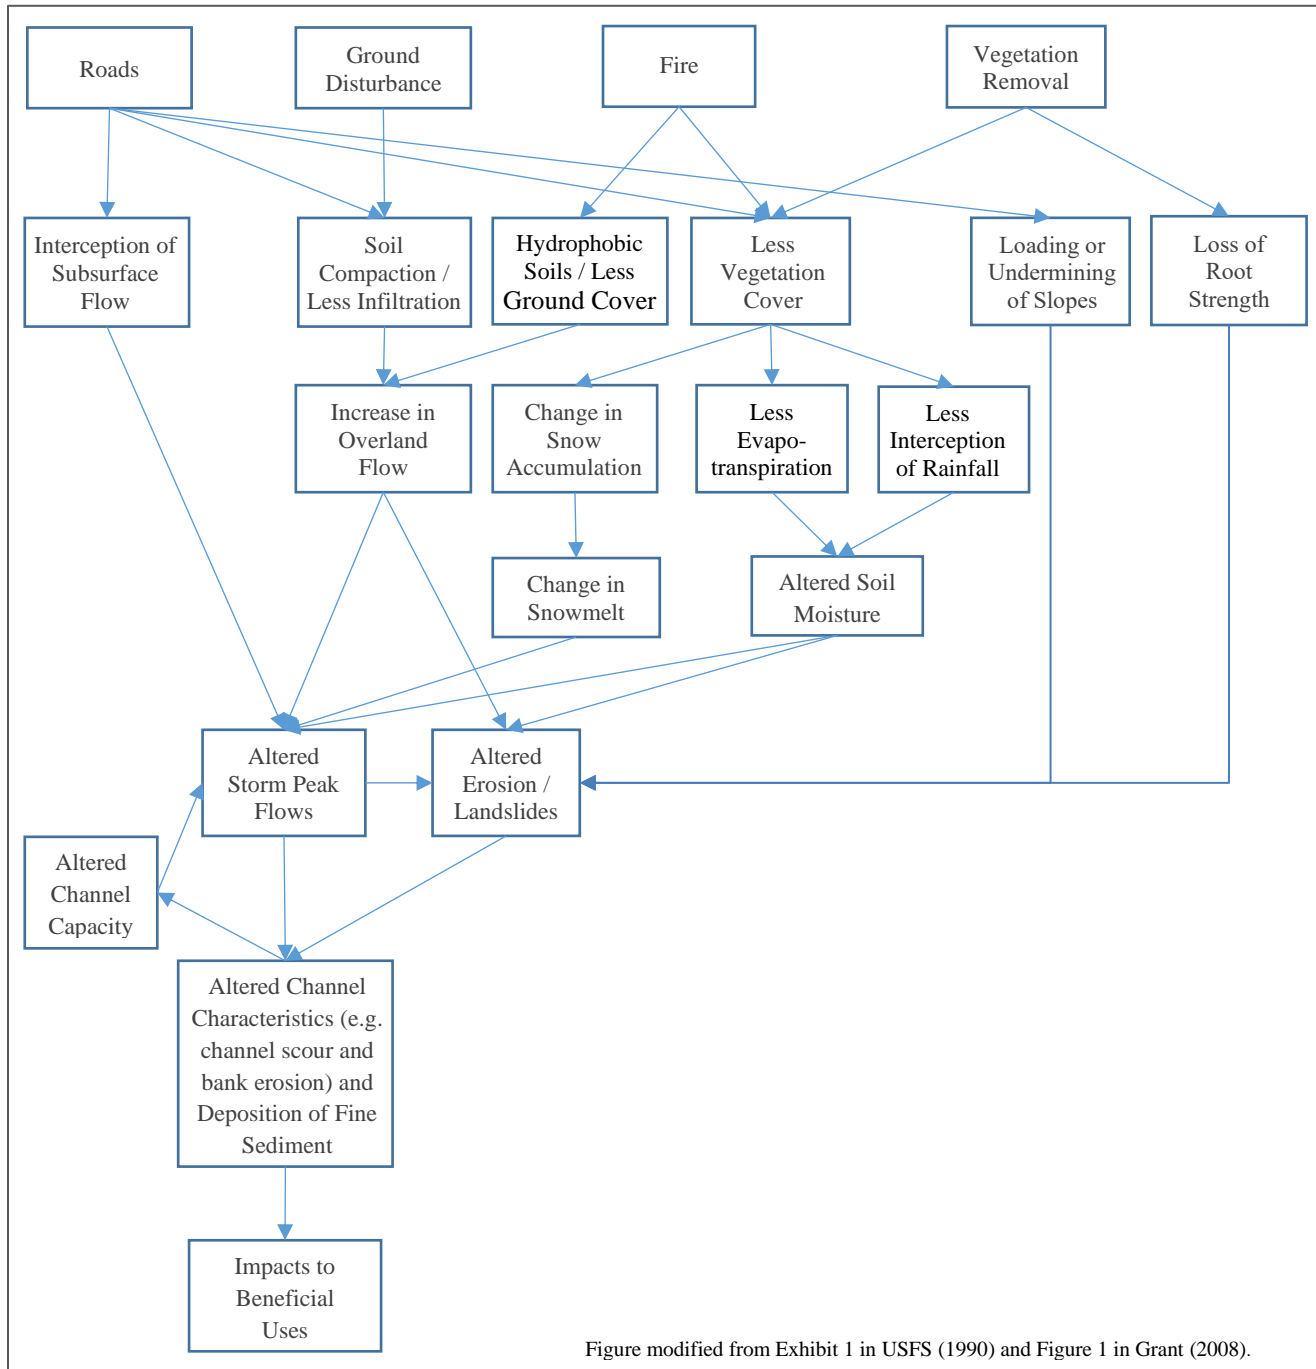 Roads
Ground
Disturbance
Fire
Vegetation
Removal
Interception of
Subsurface
Flow
Soil
Compaction /
Less Infiltration
Hydrophobic
Soils / Less
Ground Cover
Less
Vegetation
Cover
Loading or
Undermining
of Slopes
Loss of
Root
Strength
Increase in
Overland
Flow
Change in
Snow
Accumulation
Less
Evapo-
transpiration
Less
Interception
of Rainfall
Change in
Snowmelt
Altered Soil
Moisture
Altered
Storm Peak
Flows
Altered
Erosion /
Landslides
Altered
Channel
Capacity
Altered Channel
Characteristics (e.g.
channel scour and
bank erosion) and
Deposition of Fine
Sediment
Impacts to
Beneficial
Uses
Figure modified from Exhibit 1 in USFS (1990) and Figure 1 in Grant (2008).